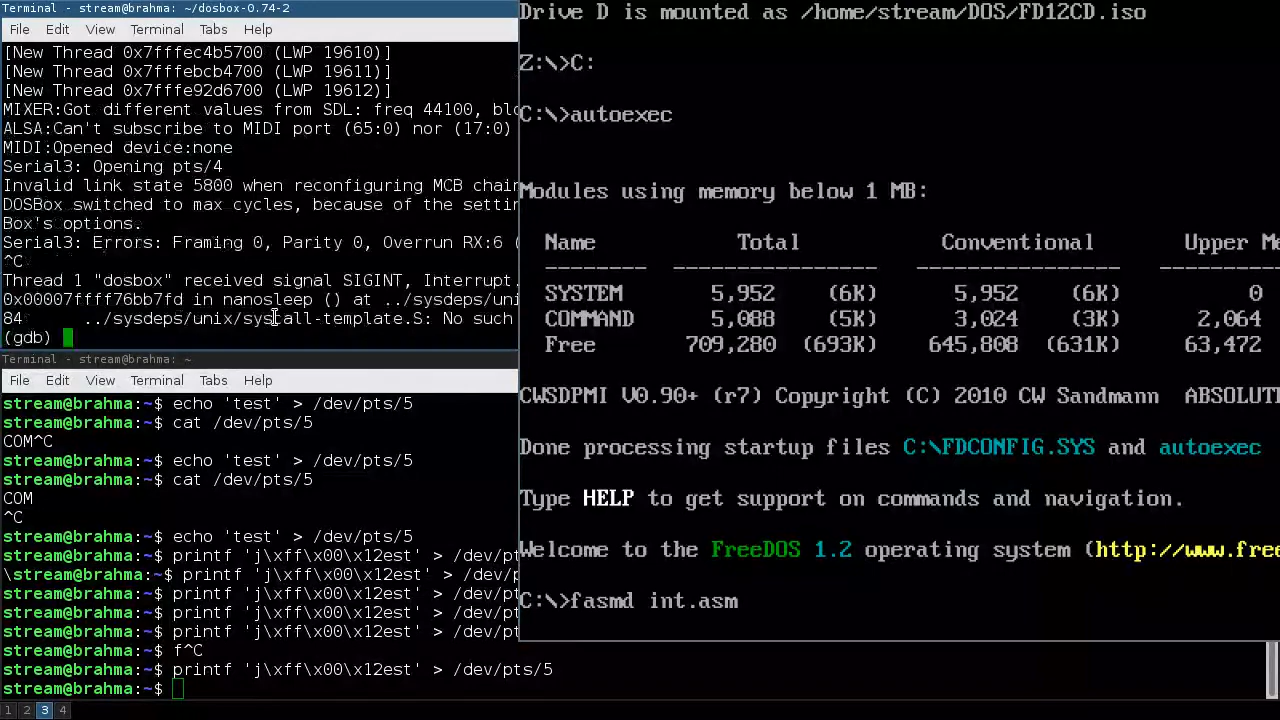 Terminal - stream@brahma: ~/dosbox-0.74-2
File Edit View Terminal Tabs Help
[New Thread 0x7fffec4b5700 (LWP 19610)]
[New Thread 0x7fffebcb4700 (LWP 19611)]
[New Thread 0x7fffe92d6700 (LWP 19612)]
MIXER:Got different values from SDL: freq 44100, blo
ALSA:Can't subscribe to MIDI port (65:0) nor (17:0)
MIDI:Opened device:none
Serial3: Opening pts/4
Invalid link state 5800 when reconfiguring MCB chain
DOSBox switched to max cycles, because of the settin
Box's options.
Serial3: Errors: Framing 0, Parity 0, Overrun RX:6 (
^C
Thread 1 "dosbox" received signal SIGINT, Interrupt.
0x00007ffff76bb7fd in nanosleep () at ../sysdeps/uni
84 ../sysdeps/unix/syscall-template.S: No such
(gdb)
Terminal - stream@brahma: ~
File Edit View Terminal Tabs Help
stream@brahma:~$ echo 'test' > /dev/pts/5
stream@brahma:~$ cat /dev/pts/5
COM^C
stream@brahma:~$ echo 'test' > /dev/pts/5
stream@brahma:~$ cat /dev/pts/5
COM
^C
stream@brahma:~$ echo 'test' > /dev/pts/5
stream@brahma:~$ printf 'j\xff\x00\x12est' > /dev/pt
\stream@brahma:~$ printf 'j\xff\x00\x12est' > /dev/p
stream@brahma:~$ printf 'j\xff\x00\x12est' > /dev/pt
stream@brahma:~$ printf 'j\xff\x00\x12est' > /dev/pt
stream@brahma:~$ printf 'j\xff\x00\x12est' > /dev/pt
stream@brahma:~$ f^C
stream@brahma:~$ printf 'j\xff\x00\x12est' > /dev/pts/5
stream@brahma:~$
Drive D is mounted as /home/stream/DOS/FD12CD.iso
Z:\>C:
C:\>autoexec
Modules using memory below 1 MB:
Name Total Conventional Upper Me
-------- ---------------- ---------------- ----------
SYSTEM 5,952 (6K) 5,952 (6K) 0
COMMAND 5,088 (5K) 3,024 (3K) 2,064
Free 709,280 (693K) 645,808 (631K) 63,472
CWSDPMI V0.90+ (r7) Copyright (C) 2010 CW Sandmann ABSOLUT
Done processing startup files C:\FDCONFIG.SYS and autoexec
Type HELP to get support on commands and navigation.
Welcome to the FreeDOS 1.2 operating system (http://www.free
C:\>fasmd int.asm
1 2 3 4